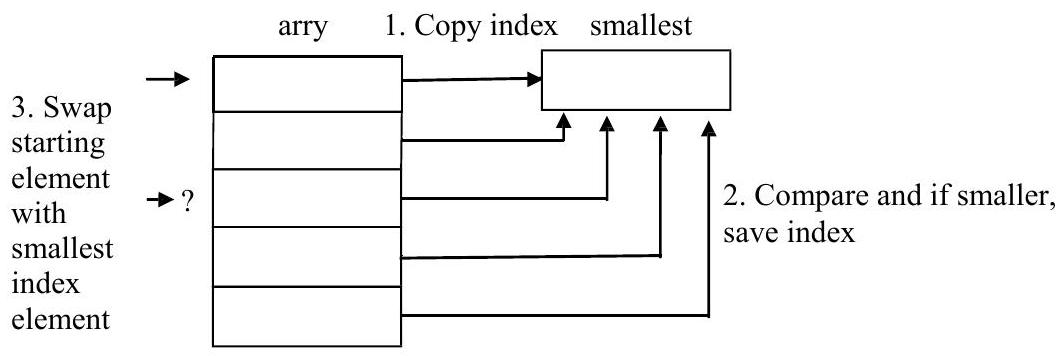 arry
1. Copy index
smallest
3. Swap
starting
element
with
smallest
index
element
?
2. Compare and if smaller,
save index